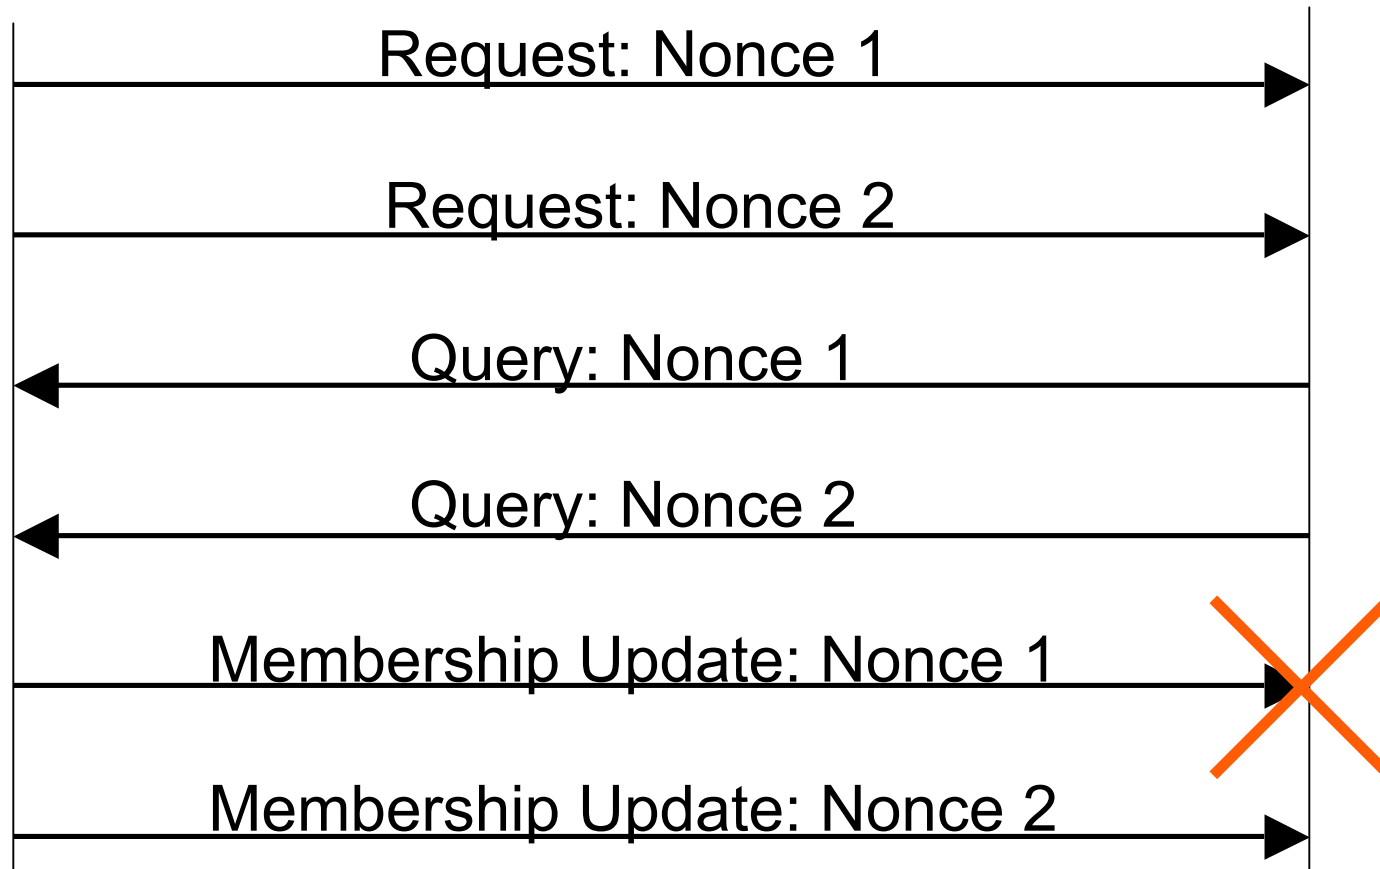 Request: Nonce 1
Request: Nonce 2
Query: Nonce 1
Query: Nonce 2
Membership Update: Nonce 1
Membership Update: Nonce 2